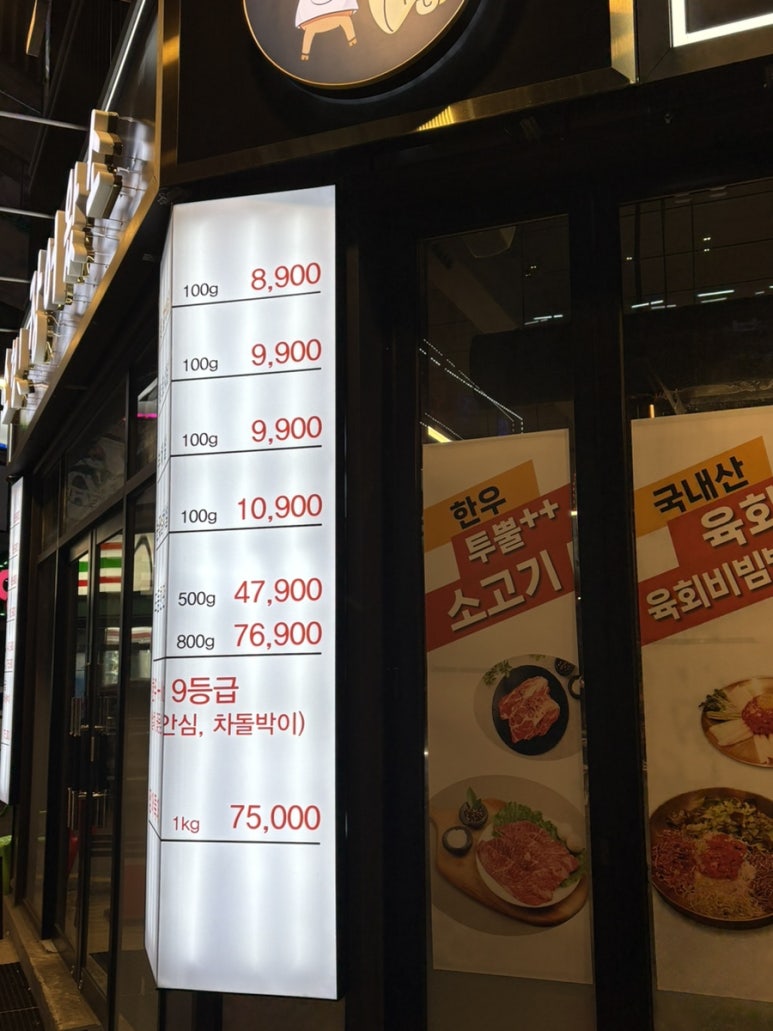 100g 8,900
100g 9,900
100g 9,900
100g 10,900
500g 47,900
800g 76,900
9등급
안심, 차돌박이)
1kg 75,000
한우
투뿔++
소고기
국내산
육회
육회비빔